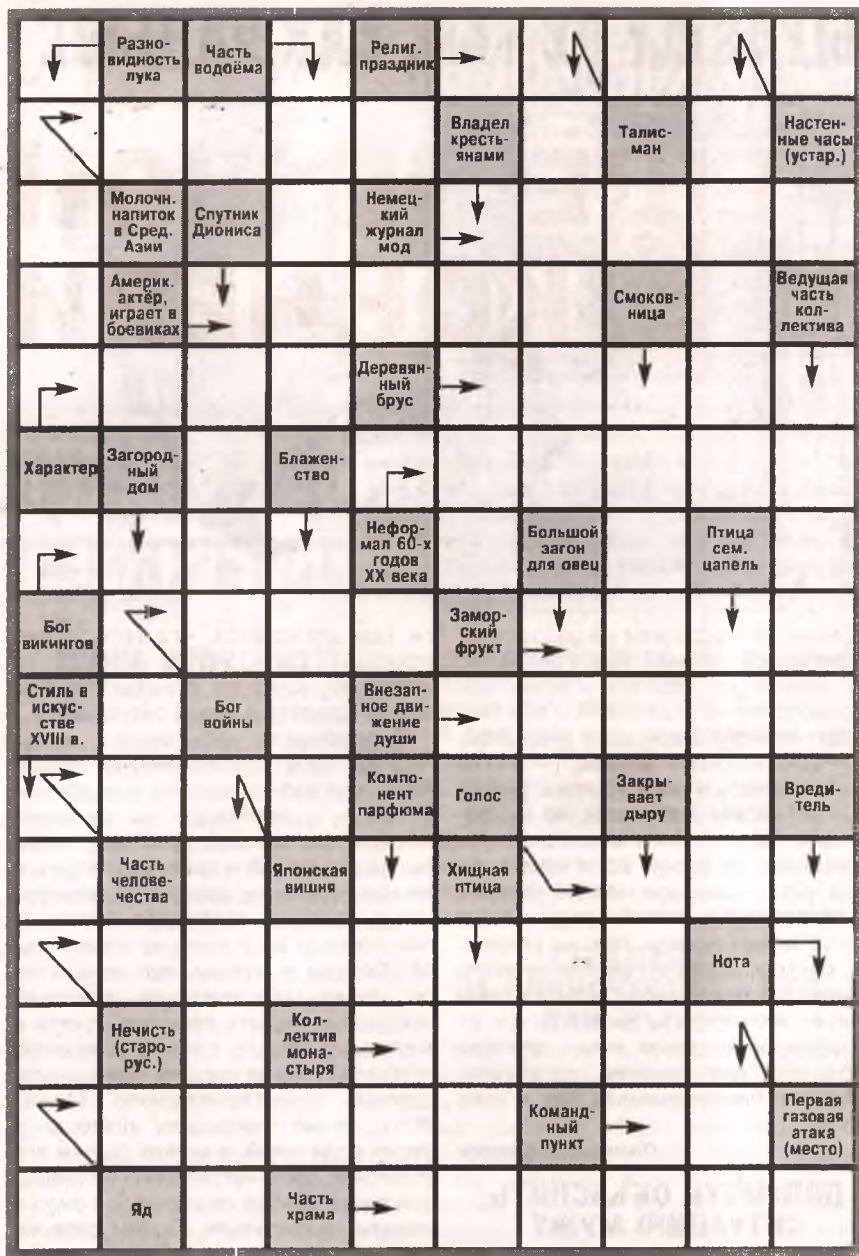 Разно-
видность
лука
Часть
водоёма
Религ.
праздник
Владел
кресть-
янами
Талис-
ман
Настен-
ные часы
(устар.)
Молочн.
напиток
в Сред.
Азии
Спутник
Диониса
Немец-
кий
журнал
мод
Америк.
актёр,
играет в
боевиках
Смоков-
ница
Ведущая
часть
кол-
лектива
Деревян-
ный
брус
Характер
Загород-
ный
дом
Блажен-
ство
Нефор-
мал 60-х
годов
XX века
Большой
загон
для овец
Птица
сем.
цапель
Бог
викингов
Замор-
ский
фрукт
Стиль в
искус-
стве
XVIII в.
Бог
войны
Внезап-
ное дви-
жение
души
Компо-
нент
парфюма
Голос
Закры-
вает
дыру
Вреди-
тель
Часть
челове-
чества
Японская
вишня
Хищная
птица
Нота
Нечисть
(старо-
рус.)
Кол-
лектив
мона-
стыря
Команд-
ный
пункт
Первая
газовая
атака
(место)
Яд
Часть
храма